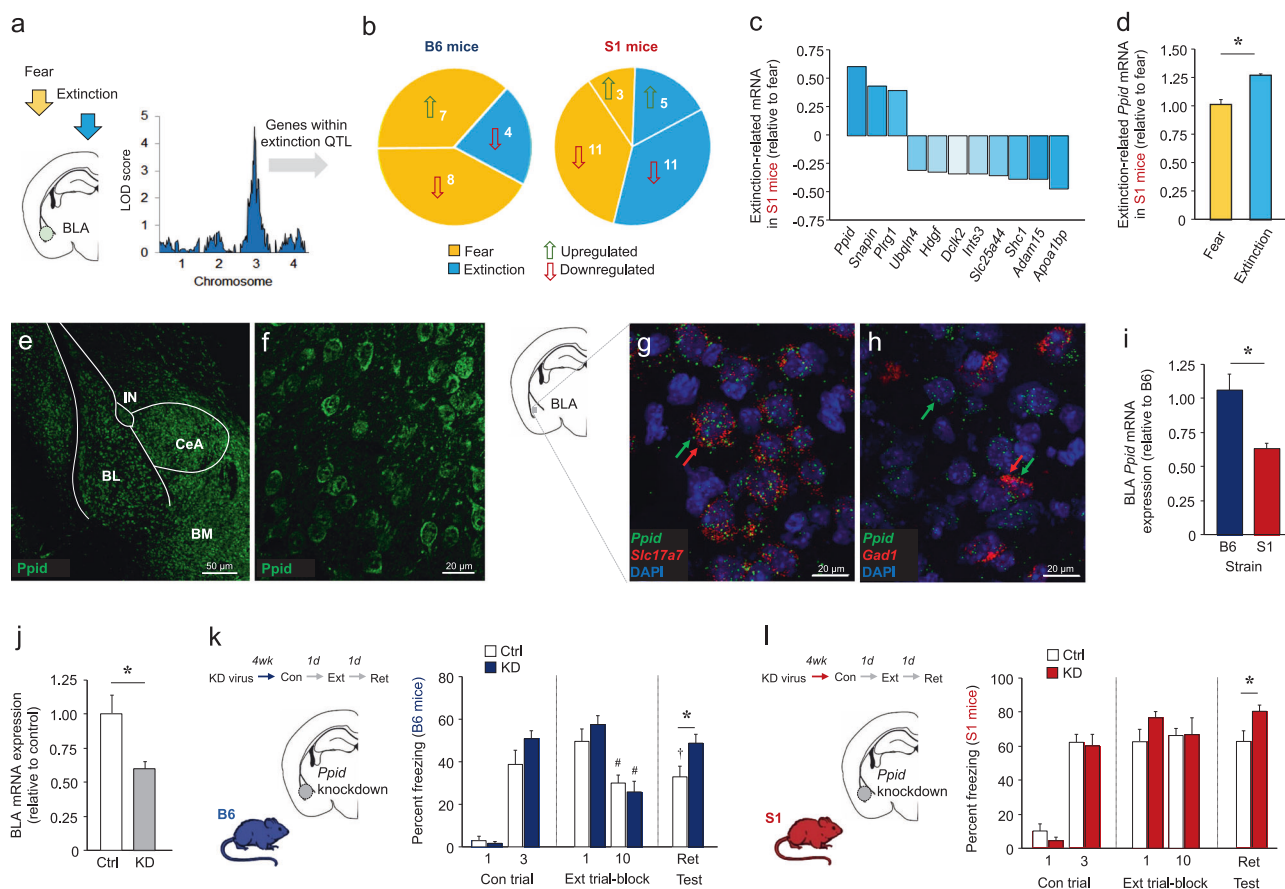 a
Fear
Extinction
BLA
LOD score
5
4
3
2
1
0
1 2 3 4
Chromosome
Genes within
extinction QTL
b
B6 mice
S1 mice
7
4
8
3
5
11
11
Fear
Extinction
Upregulated
Downregulated
c
Extinction-related mRNA
in S1 mice (relative to fear)
0.75
0.50
0.25
0
-0.25
-0.50
-0.75
Ppid
Snapin
Plrg1
Ubqln4
Hdgf
Dclk2
Ints3
Slc25a44
Shc1
Adam15
Apoa1bp
d
Extinction-related Ppid mRNA
in S1 mice (relative to fear)
1.50
1.25
1.00
0.75
0.50
0.25
0
*
Fear
Extinction
e
IN
CeA
BL
BM
Ppid
50 µm
f
Ppid
20 µm
BLA
g
Ppid
Slc17a7
DAPI
20 µm
h
Ppid
Gad1
DAPI
20 µm
i
BLA Ppid mRNA
expression (relative to B6)
1.25
1.00
0.75
0.50
0.25
0
*
B6 S1
Strain
j
BLA mRNA expression
(relative to control)
1.25
1.00
0.75
0.50
0.25
0
*
Ctrl KD
k
4wk 1d 1d
KD virus Con Ext Ret
Ppid
knockdown
B6
Percent freezing (B6 mice)
80
60
40
20
0
Ctrl
KD
# #
*
†
1 3 1 10 Ret
Con trial Ext trial-block Test
l
4wk 1d 1d
KD virus Con Ext Ret
Ppid
knockdown
S1
Percent freezing (S1 mice)
100
80
60
40
20
0
Ctrl
KD
*
1 3 1 10 Ret
Con trial Ext trial-block Test